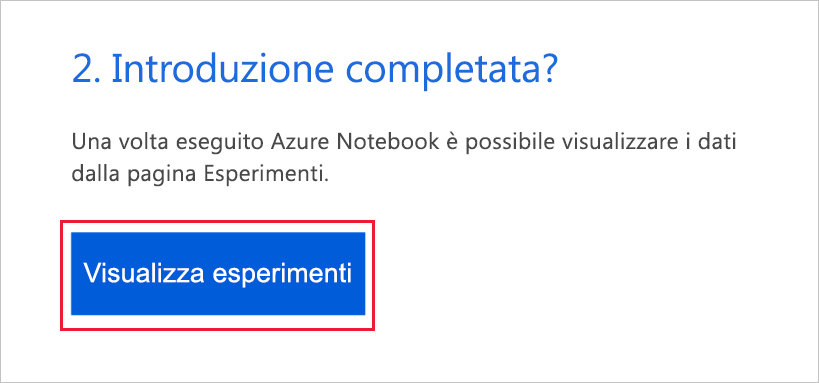 2. Introduzione completata?
Una volta eseguito Azure Notebook è possibile visualizzare i dati
dalla pagina Esperimenti.
Visualizza esperimenti